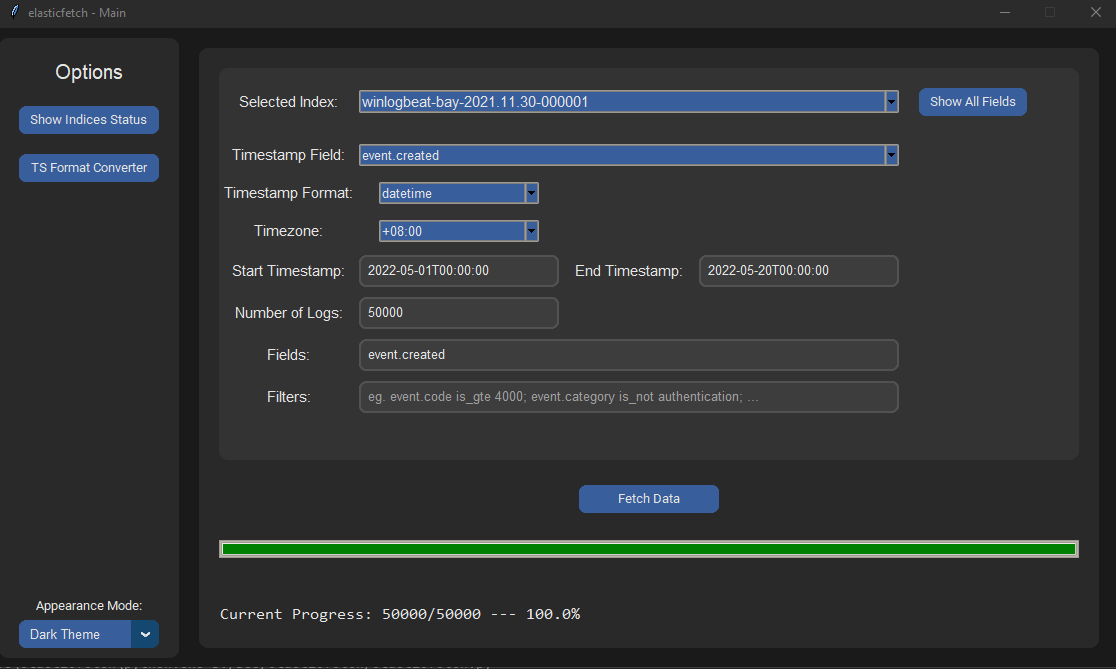 elasticfetch - Main
Options
Show Indices Status
TS Format Converter
Selected Index: winlogbeat-bay-2021.11.30-000001 Show All Fields
Timestamp Field: event.created
Timestamp Format: datetime
Timezone: +08:00
Start Timestamp: 2022-05-01T00:00:00 End Timestamp: 2022-05-20T00:00:00
Number of Logs: 50000
Fields: event.created
Filters: eg. event.code is_gte 4000; event.category is_not authentication; ...
Fetch Data
Current Progress: 50000/50000 --- 100.0%
Appearance Mode:
Dark Theme